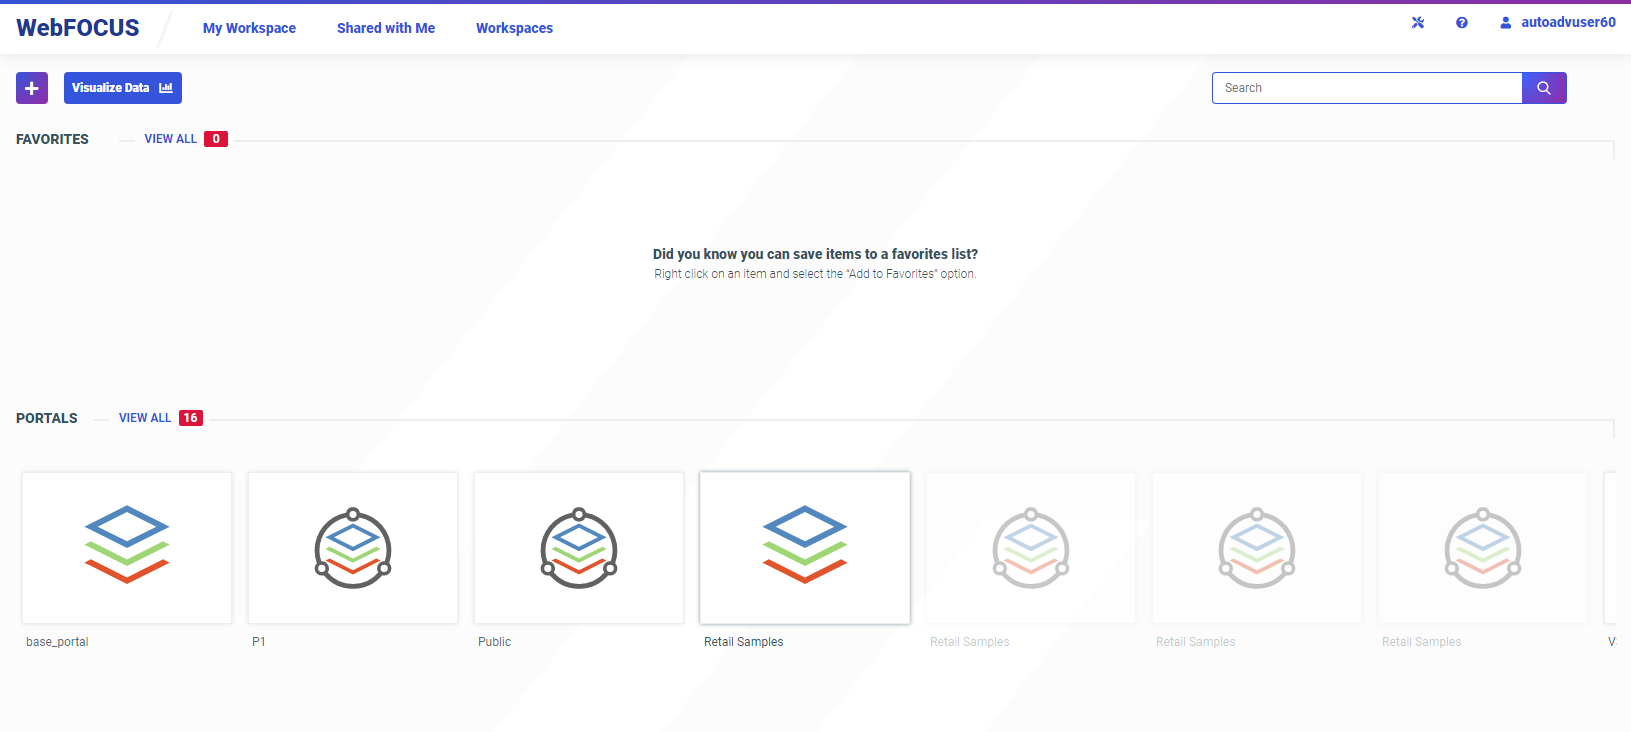 WebFOCUS
My Workspace
Shared with Me
Workspaces
autoadvuser60
Visualize Data
Search
FAVORITES
VIEW ALL 0
Did you know you can save items to a favorites list?
Right click on an item and select the “Add to Favorites” option.
PORTALS
VIEW ALL 16
base_portal
P1
Public
Retail Samples
Retail Samples
Retail Samples
Retail Samples